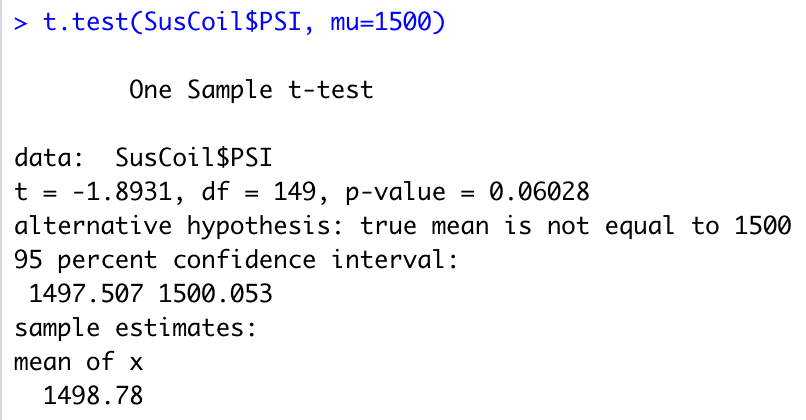 > t.test(SusCoil$PSI, mu=1500)
One Sample t-test
data:  SusCoil$PSI
t = -1.8931, df = 149, p-value = 0.06028
alternative hypothesis: true mean is not equal to 1500
95 percent confidence interval:
 1497.507 1500.053
sample estimates:
mean of x
  1498.78